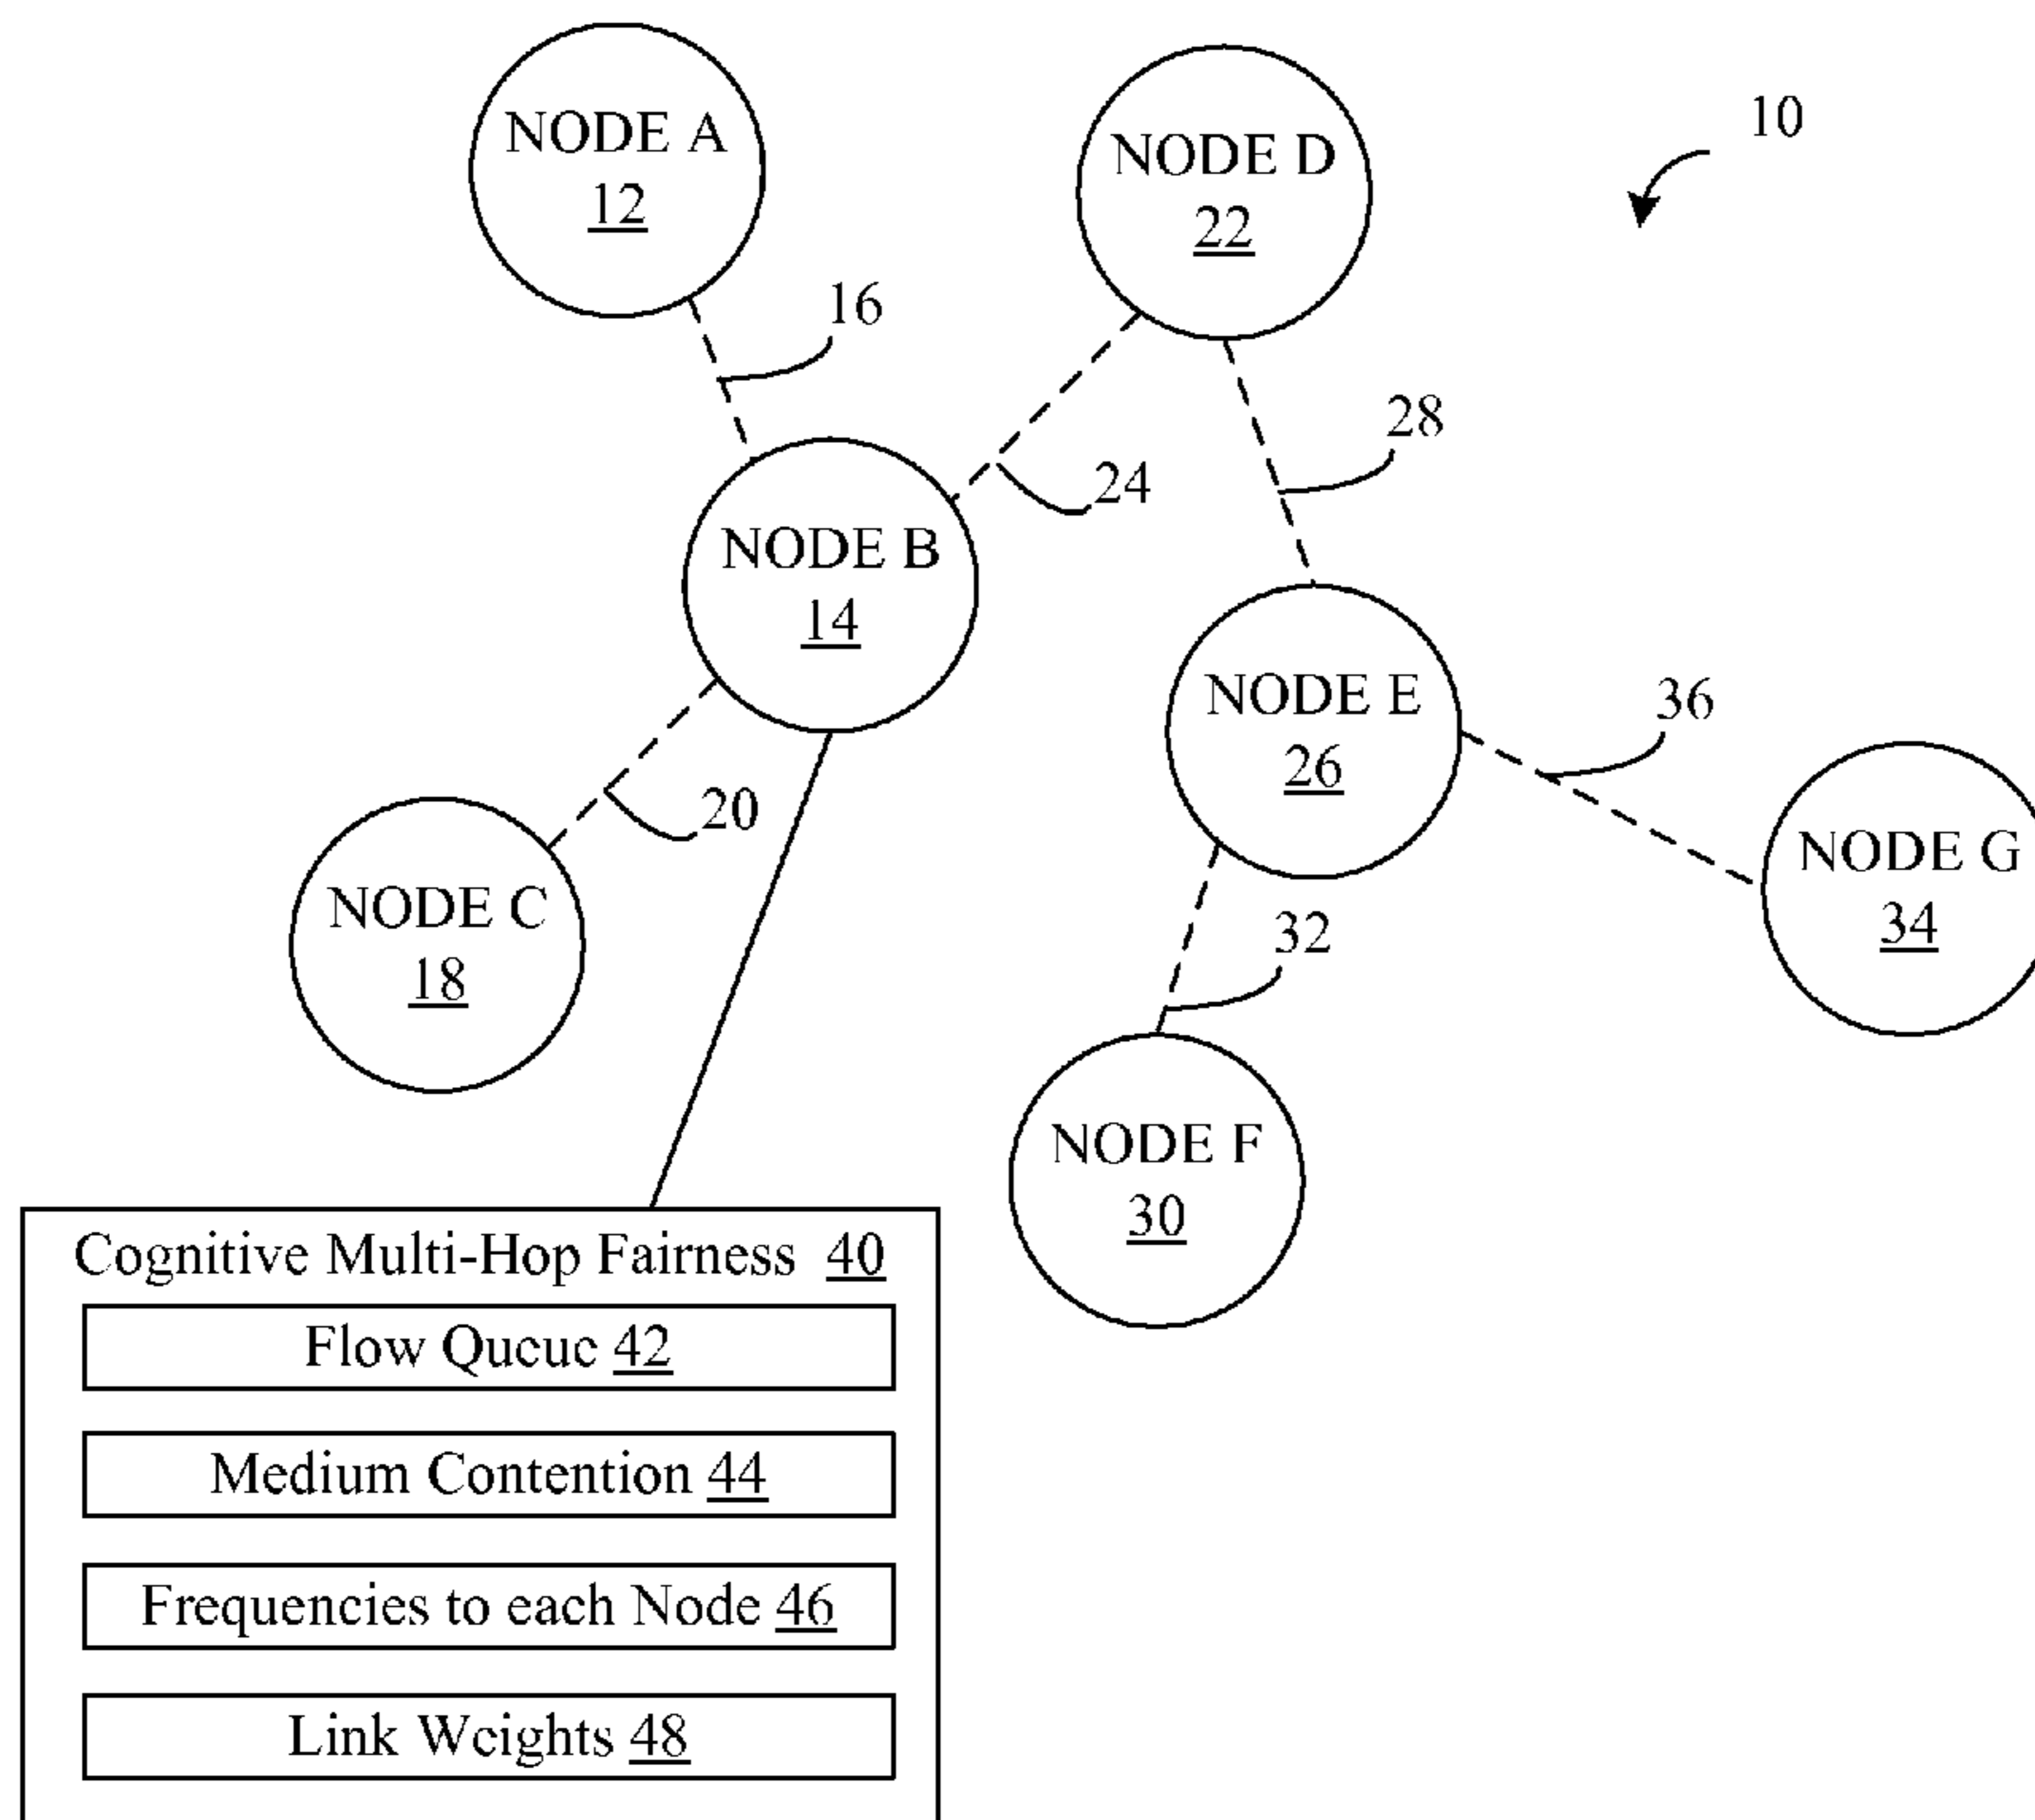 NODE A
12
NODE D
22
10
16
28
24
NODE B
14
NODE E
26
36
20
NODE G
34
NODE C
18
32
NODE F
30
Cognitive Multi-Hop Fairness 40
Flow Queue 42
Medium Contention 44
Frequencies to each Node 46
Link Weights 48